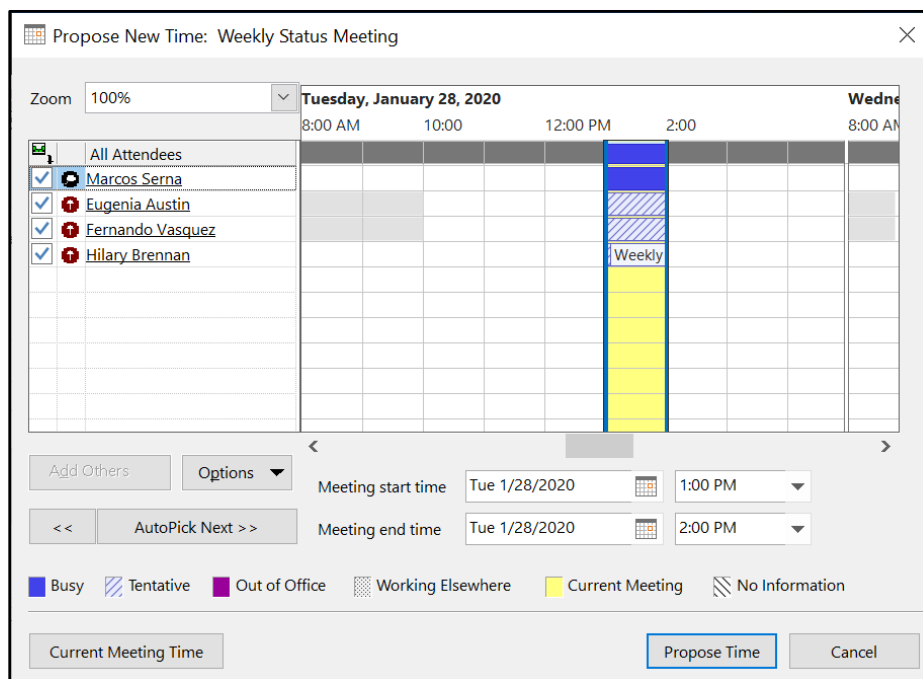 Propose New Time: Weekly Status Meeting
Zoom 100%
Tuesday, January 28, 2020
8:00 AM 10:00 12:00 PM 2:00 8:00
All Attendees
Marcos Serna
Eugenia Austin
Fernando Vasquez
Hilary Brennan Weekly
Add Others Options
Meeting start time Tue 1/28/2020 1:00 PM
<< AutoPick Next >> Meeting end time Tue 1/28/2020 2:00 PM
Busy Tentative Out of Office Working Elsewhere Current Meeting No Information
Current Meeting Time Propose Time Cancel